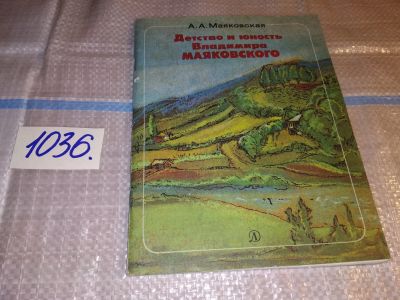 А.А.Маяковская
Детство и юность
Владимира
МАЯКОВСКОГО
1036.